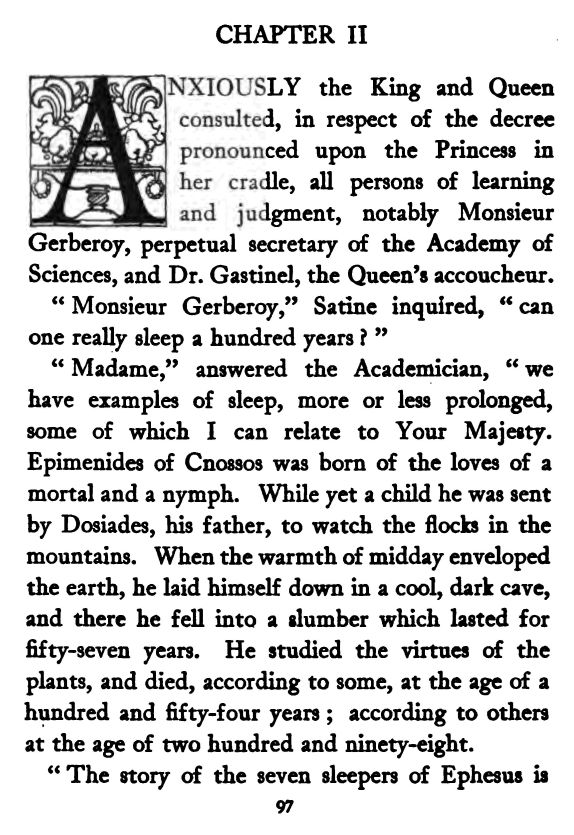 CHAPTER II
ANXIOUSLY the King and Queen
consulted, in respect of the decree
pronounced upon the Princess in
her cradle, all persons of learning
and judgment, notably Monsieur
Gerberoy, perpetual secretary of the Academy of
Sciences, and Dr. Gastinel, the Queen's accoucheur.
“ Monsieur Gerberoy,” Satine inquired, “ can
one really sleep a hundred years ? ”
“ Madame,” answered the Academician, “ we
have examples of sleep, more or less prolonged,
some of which I can relate to Your Majesty.
Epimenides of Cnossos was born of the loves of a
mortal and a nymph. While yet a child he was sent
by Dosiades, his father, to watch the flocks in the
mountains. When the warmth of midday enveloped
the earth, he laid himself down in a cool, dark cave,
and there he fell into a slumber which lasted for
fifty-seven years. He studied the virtues of the
plants, and died, according to some, at the age of a
hundred and fifty-four years ; according to others
at the age of two hundred and ninety-eight.
“ The story of the seven sleepers of Ephesus is
97